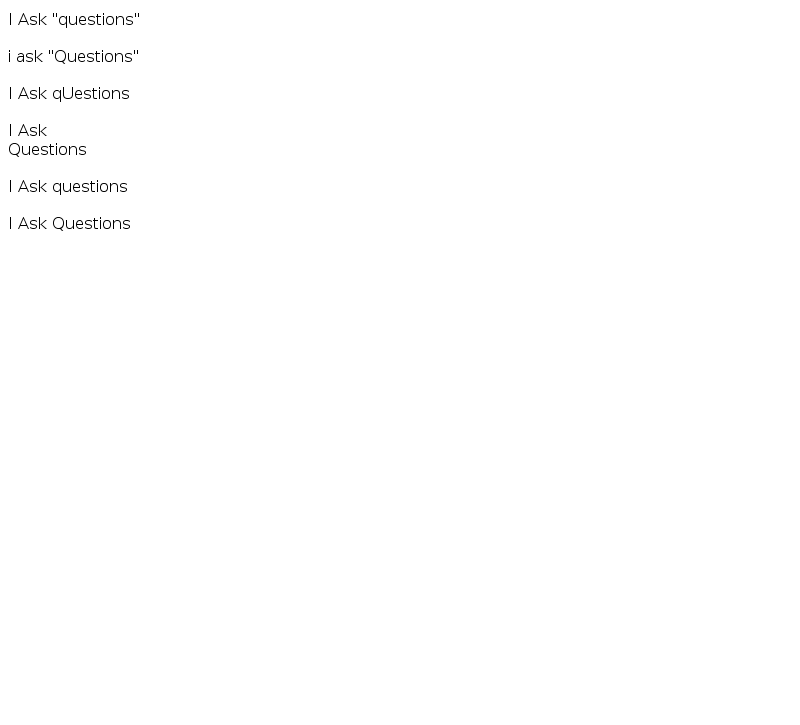 I Ask "questions"
i ask "Questions"
I Ask qUestions
I Ask
Questions
I Ask questions
I Ask Questions